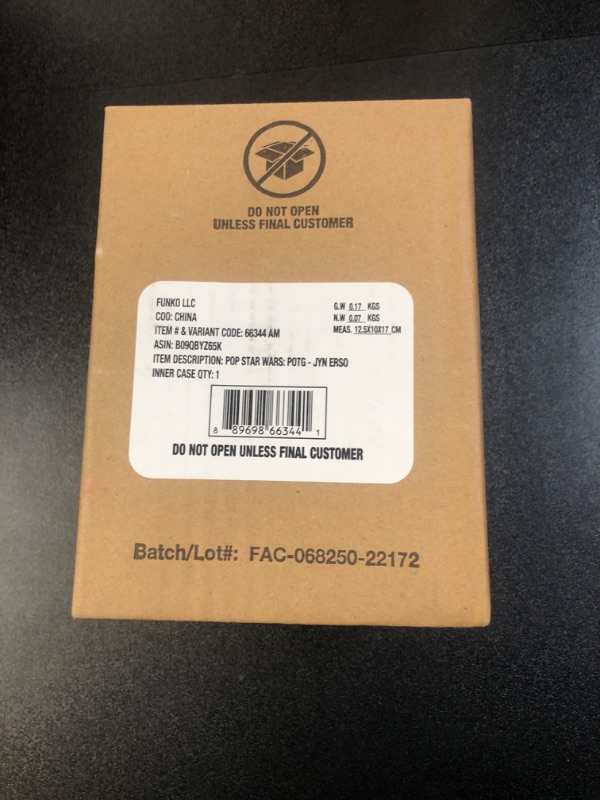 DO NOT OPEN
UNLESS FINAL CUSTOMER
FUNKO LLC
COO: CHINA
ITEM # & VARIANT CODE: 66344 AM
ASIN: B09QBYZ65K
ITEM DESCRIPTION: POP STAR WARS: POTG - JYN ERSO
INNER CASE QTY: 1
G.W 0.17 KGS
N.W 0.07 KGS
MEAS. 12.5X10X17 CM
8 89698 66344 1
DO NOT OPEN UNLESS FINAL CUSTOMER
Batch/Lot#: FAC-068250-22172